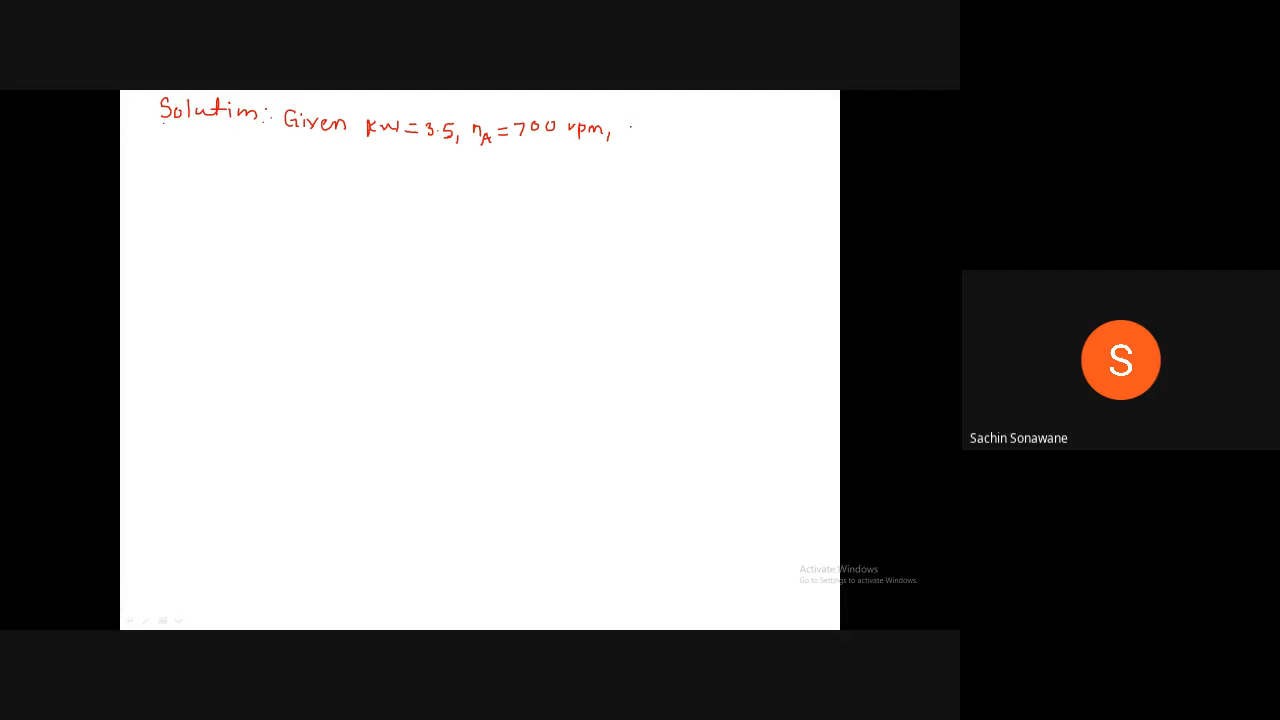 Solution:. Given kW = 3.5, nA = 700 rpm,
S
Sachin Sonawane
Activate Windows
Go to Settings to activate Windows.